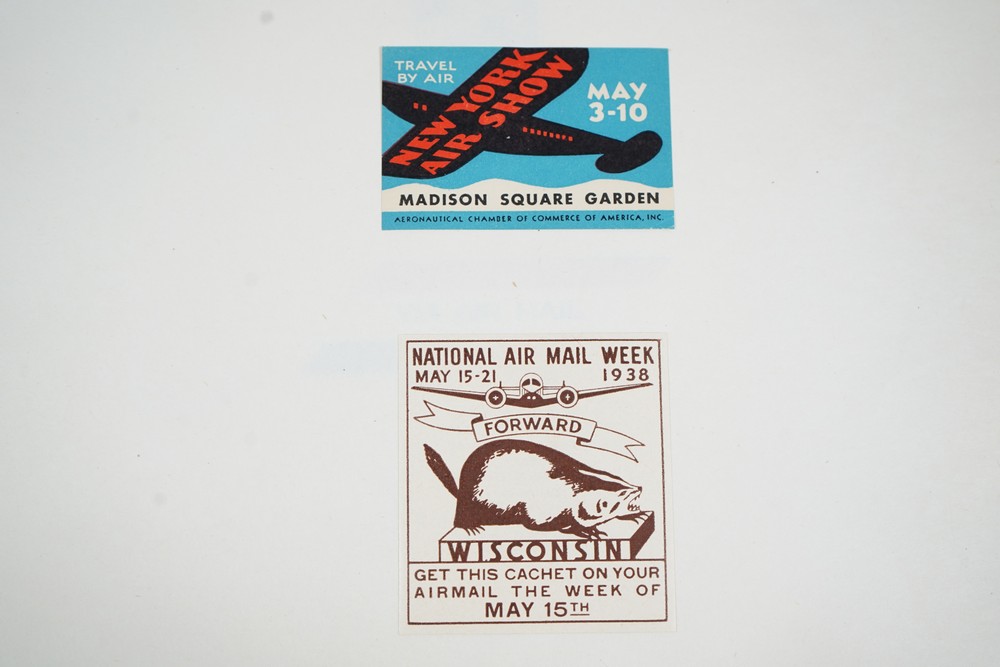 TRAVEL
BY AIR
NEW YORK
AIR SHOW
MAY
3-10
MADISON SQUARE GARDEN
AERONAUTICAL CHAMBER OF COMMERCE OF AMERICA, INC.
NATIONAL AIR MAIL WEEK
MAY 15-21 1938
FORWARD
WISCONSIN
GET THIS CACHET ON YOUR
AIRMAIL THE WEEK OF
MAY 15TH